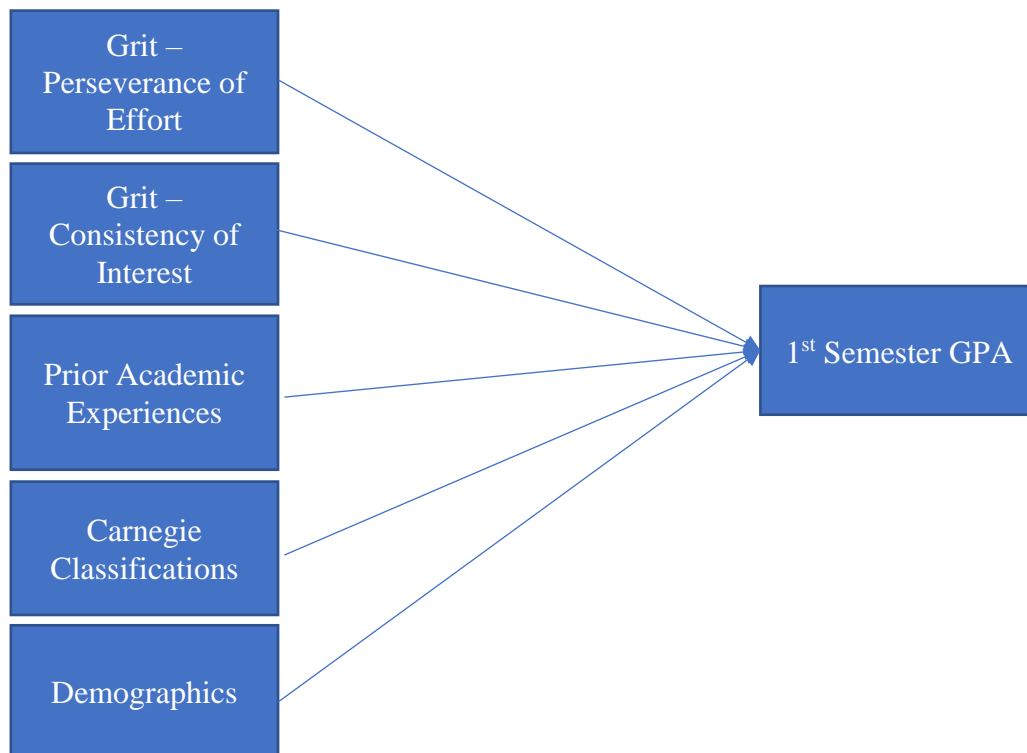 Grit –
Perseverance of
Effort
Grit –
Consistency of
Interest
Prior Academic
Experiences
Carnegie
Classifications
Demographics
1st Semester GPA